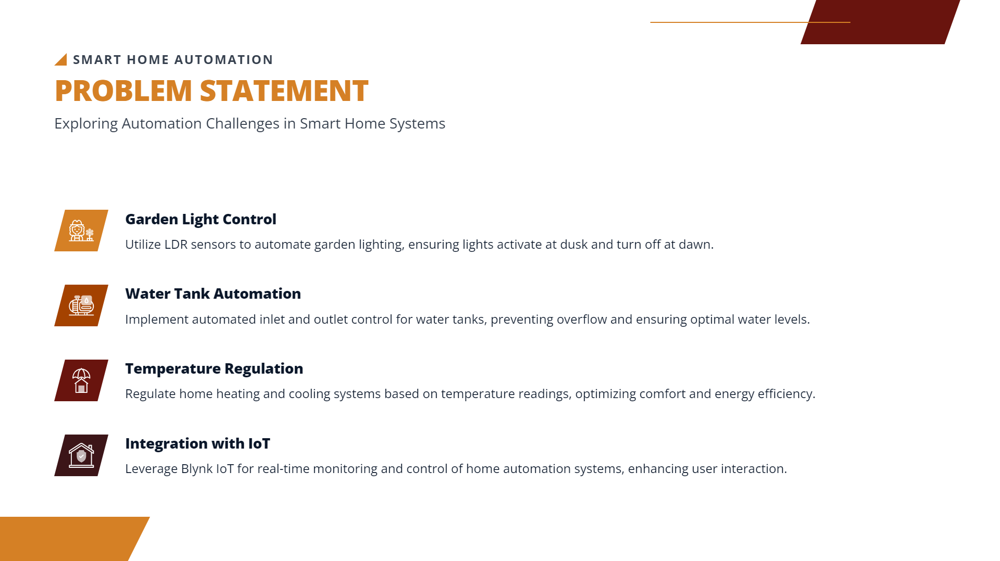 SMART HOME AUTOMATION
PROBLEM STATEMENT
Exploring Automation Challenges in Smart Home Systems
Garden Light Control
Utilize LDR sensors to automate garden lighting, ensuring lights activate at dusk and turn off at dawn.
Water Tank Automation
Implement automated inlet and outlet control for water tanks, preventing overflow and ensuring optimal water levels.
Temperature Regulation
Regulate home heating and cooling systems based on temperature readings, optimizing comfort and energy efficiency.
Integration with IoT
Leverage Blynk IoT for real-time monitoring and control of home automation systems, enhancing user interaction.